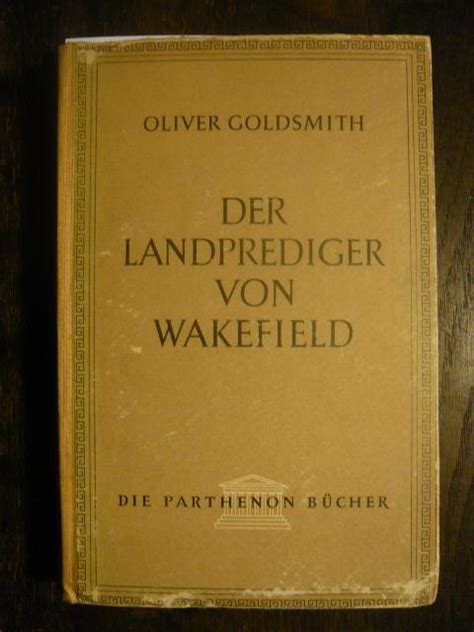 OLIVER GOLDSMITH
DER
LANDPREDIGER
VON
WAKEFIELD
DIE PARTHENON BÜCHER